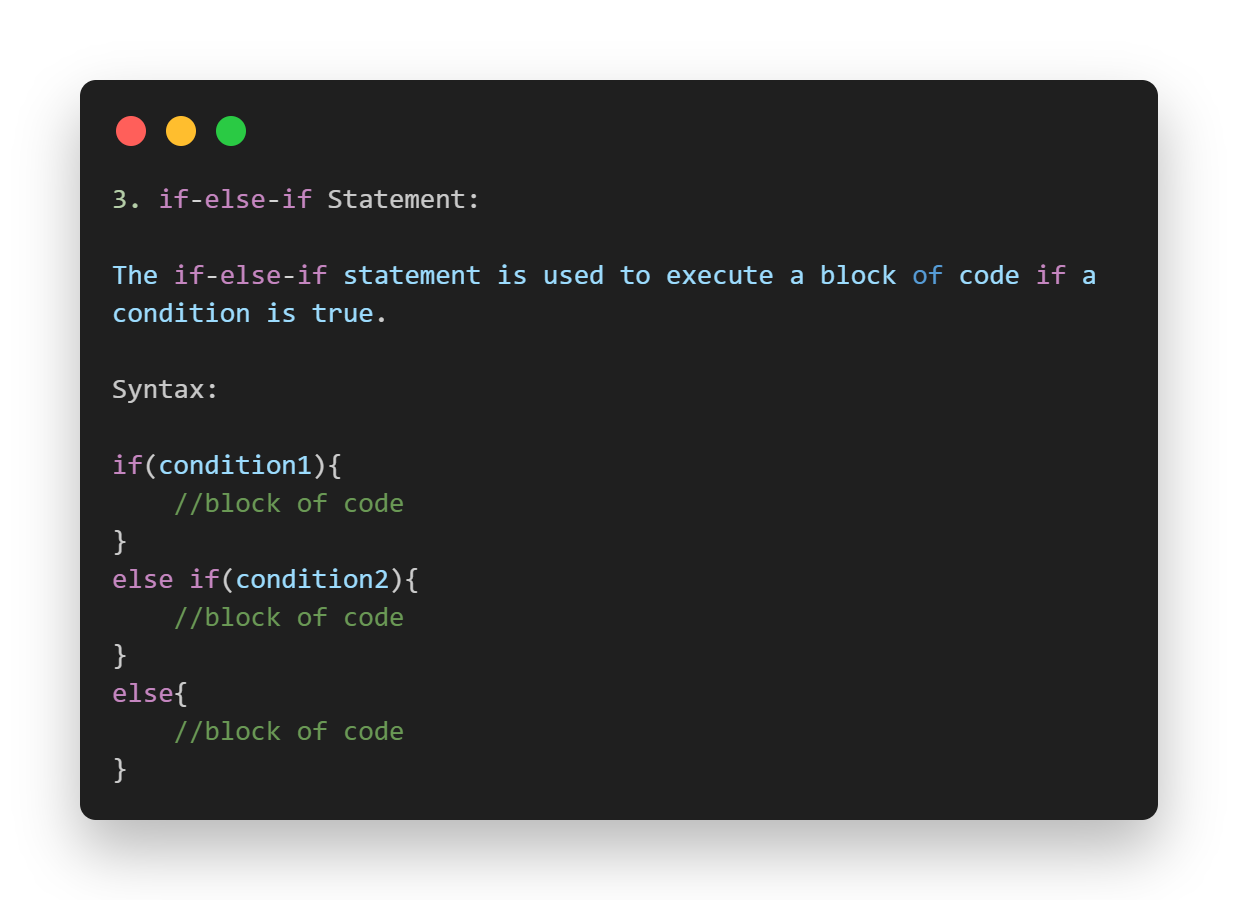 3. if-else-if Statement:
The if-else-if statement is used to execute a block of code if a
condition is true.
Syntax:
if(condition1){
    //block of code
}
else if(condition2){
    //block of code
}
else{
    //block of code
}